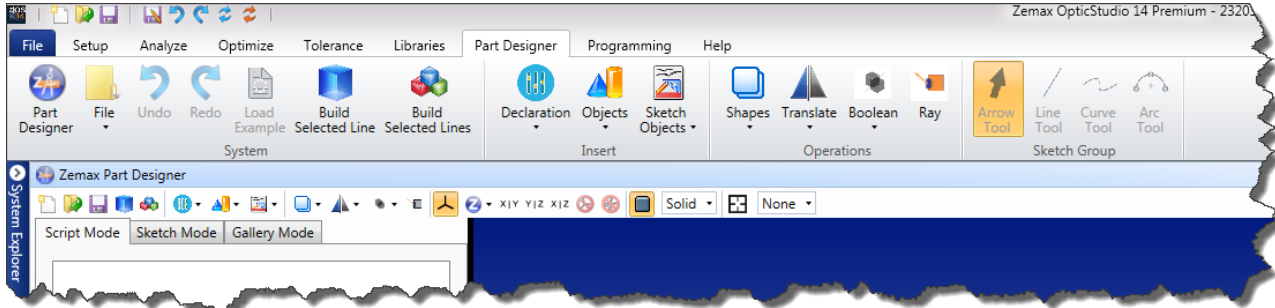 Zemax OpticStudio 14 Premium - 2320
File Setup Analyze Optimize Tolerance Libraries Part Designer Programming Help
Part Designer File Undo Redo Load Example Build Selected Line Build Selected Lines Declaration Objects Sketch Objects Shapes Translate Boolean Ray Arrow Tool Line Tool Curve Tool Arc Tool
System Insert Operations Sketch Group
Zemax Part Designer
X|Y Y|Z X|Z Solid None
Script Mode Sketch Mode Gallery Mode
System Explorer